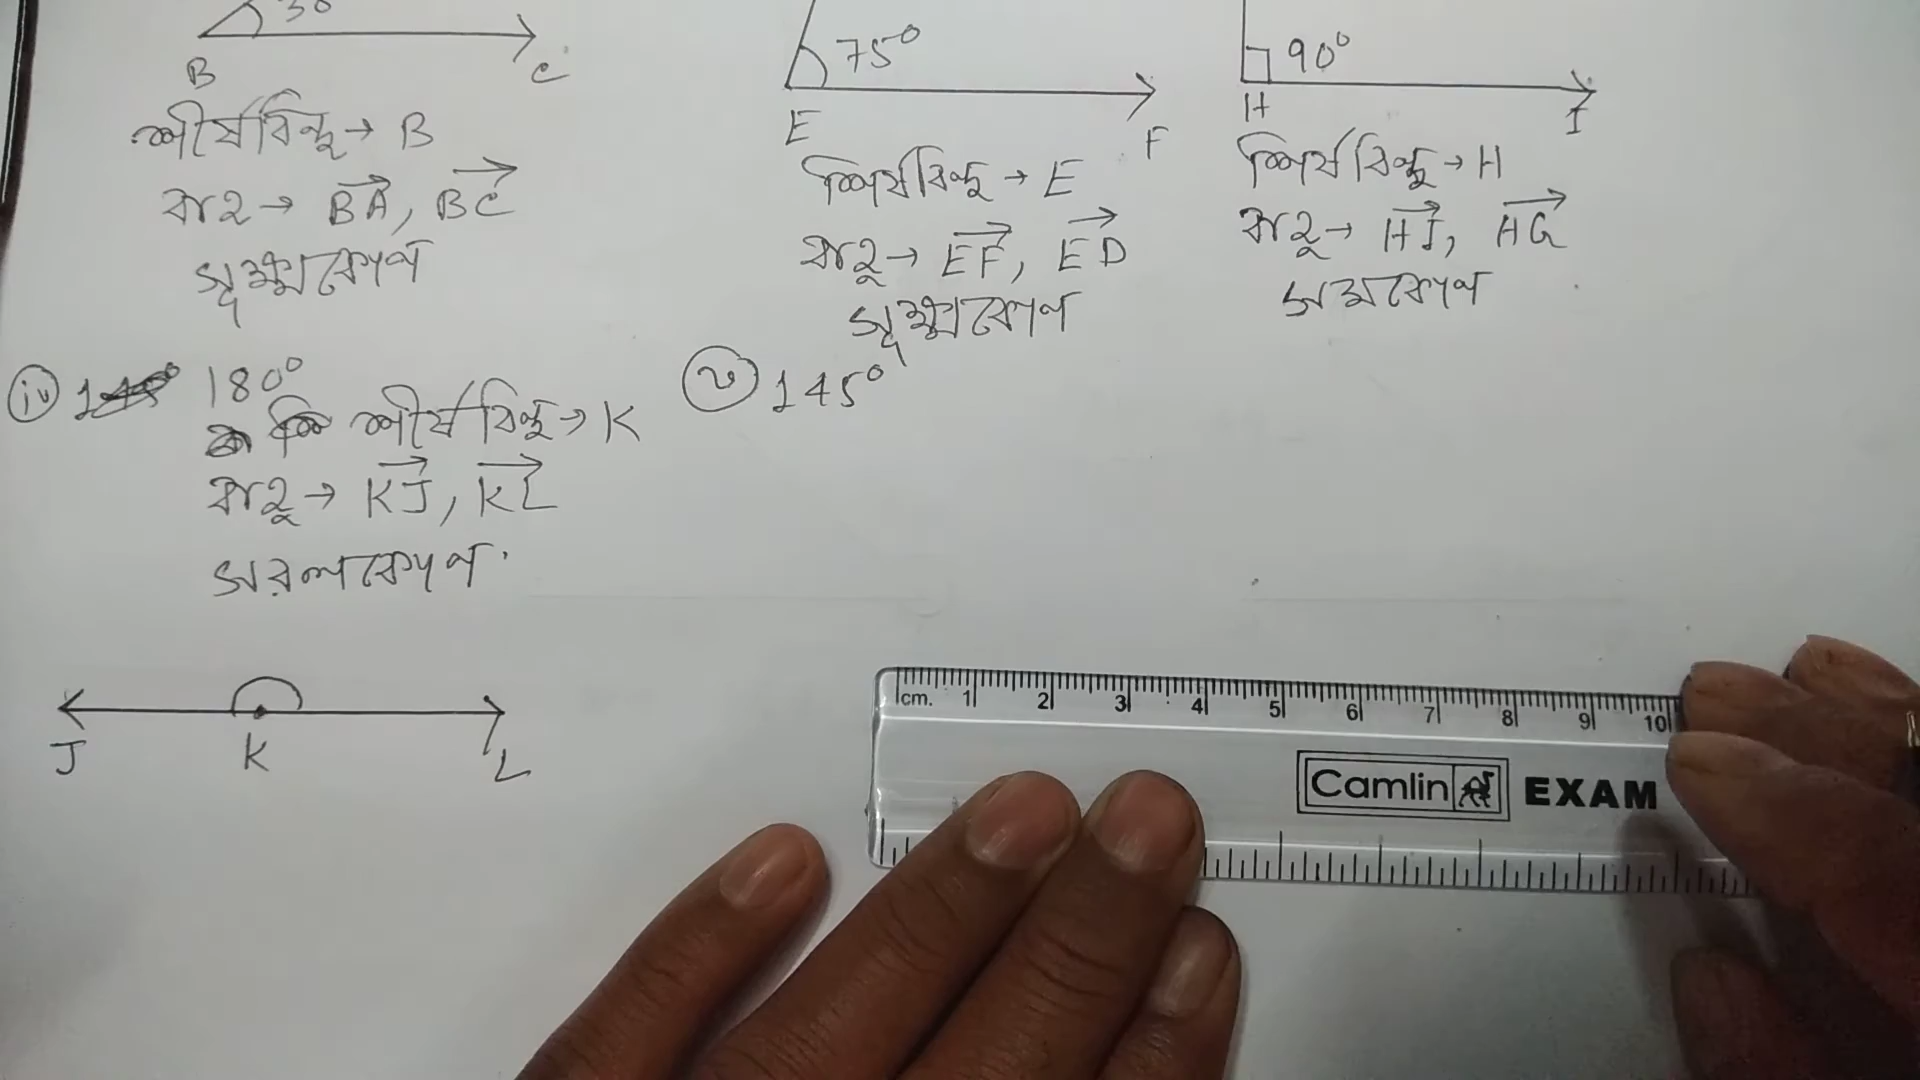 30
B
C
শীর্ষবিন্দু → B
বাহু → BA, BC
সূক্ষ্মকোণ
75°
E
F
শির্ষবিন্দু → E
বাহু → EF, ED
সূক্ষ্মকোণ
90°
H
I
শির্ষবিন্দু → H
বাহু → HI, HG
সমকোণ
iv 180°
শীর্ষবিন্দু → K
বাহু → KJ, KL
সরলকোণ
J K L
v 145°
cm. 1 2 3 4 5 6 7 8 9 10
Camlin EXAM